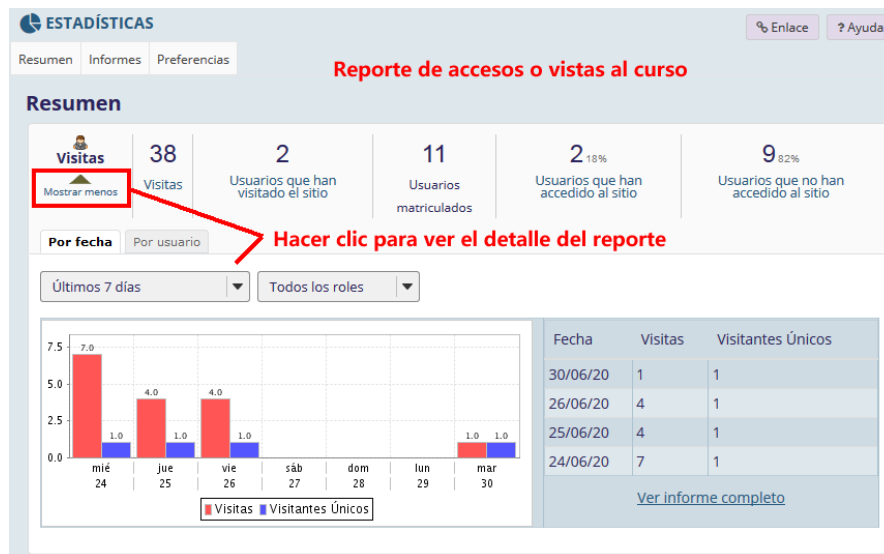 ESTADÍSTICAS
Enlace
? Ayuda
Resumen Informes Preferencias
Reporte de accesos o vistas al curso
Resumen
Visitas
Mostrar menos
38
Visitas
2
Usuarios que han
visitado el sitio
11
Usuarios
matriculados
2 18%
Usuarios que han
accedido al sitio
9 82%
Usuarios que no han
accedido al sitio
Por fecha Por usuario
Hacer clic para ver el detalle del reporte
Últimos 7 días
Todos los roles
7.5
5.0
2.5
0.0
7.0
1.0
4.0
1.0
4.0
1.0
1.0
1.0
mié jue vie sáb dom lun mar
24 25 26 27 28 29 30
Visitas Visitantes Únicos
Fecha Visitas Visitantes Únicos
30/06/20 1 1
26/06/20 4 1
25/06/20 4 1
24/06/20 7 1
Ver informe completo